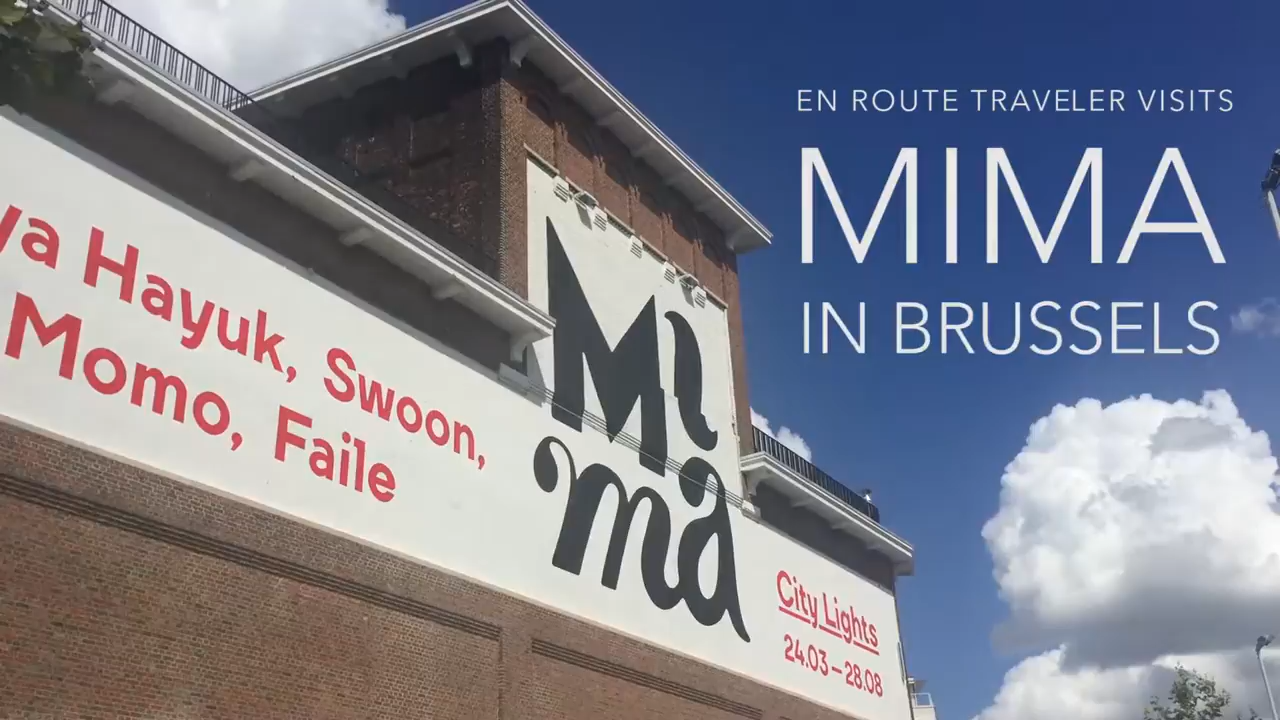 EN ROUTE TRAVELER VISITS
MIMA
IN BRUSSELS
Hayuk, Swoon,
Momo, Faile
Mi
ma
City Lights
24.03–28.08